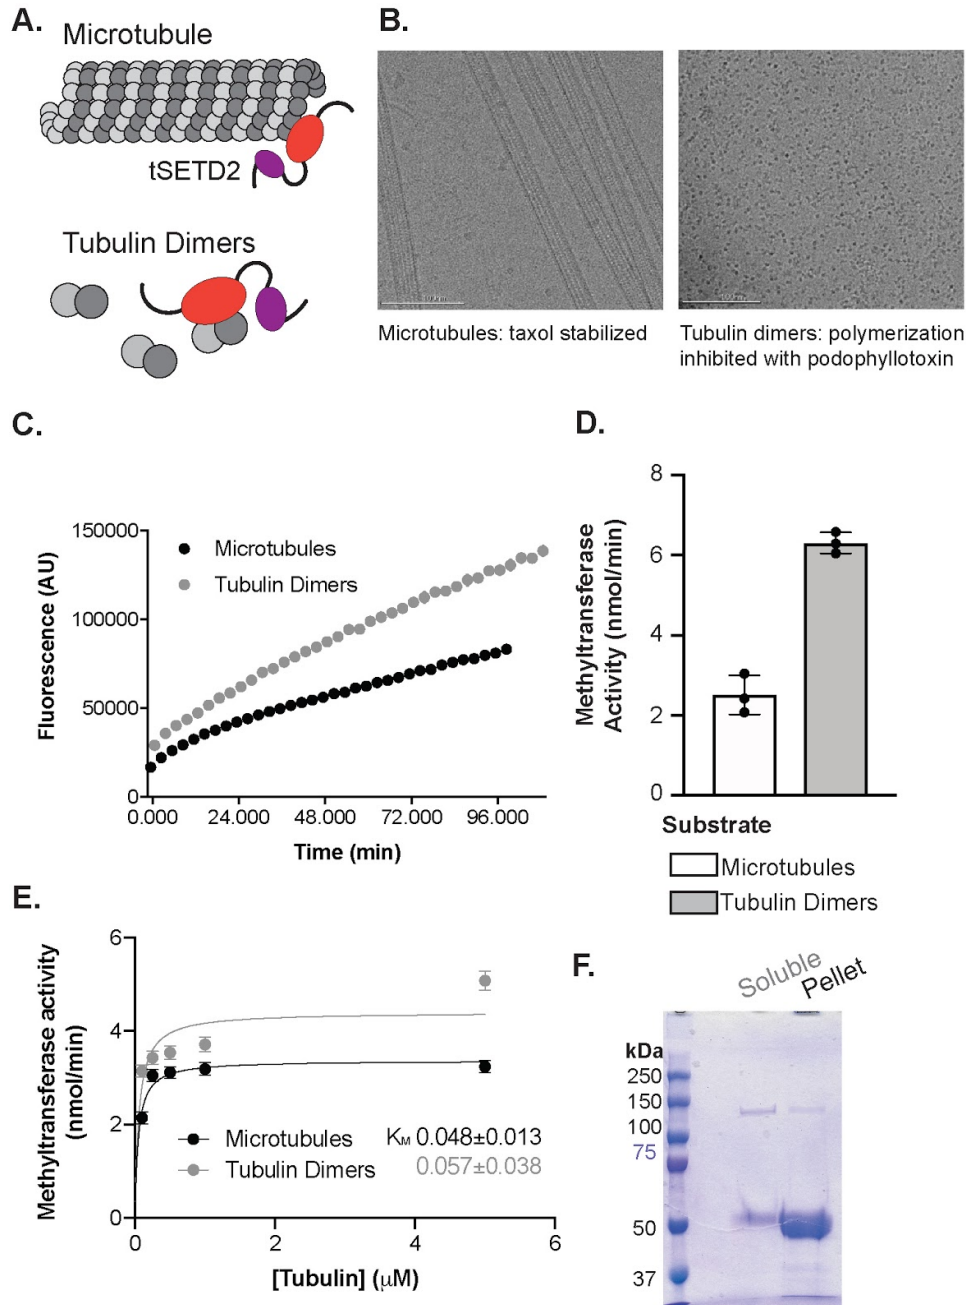 A.
Microtubule
tSETD2
Tubulin Dimers
B.
Microtubules: taxol stabilized
Tubulin dimers: polymerization
inhibited with podophyllotoxin
C.
Fluorescence (AU)
150000
100000
50000
0
Microtubules
Tubulin Dimers
0.000 24.000 48.000 72.000 96.000
Time (min)
D.
Methyltransferase
Activity (nmol/min)
8
6
4
2
0
Substrate
Microtubules
Tubulin Dimers
E.
Methyltransferase activity
(nmol/min)
6
4
2
0
Microtubules KM 0.048±0.013
Tubulin Dimers 0.057±0.038
0 2 4 6
[Tubulin] (μM)
F.
Soluble
Pellet
kDa
250
150
100
75
50
37